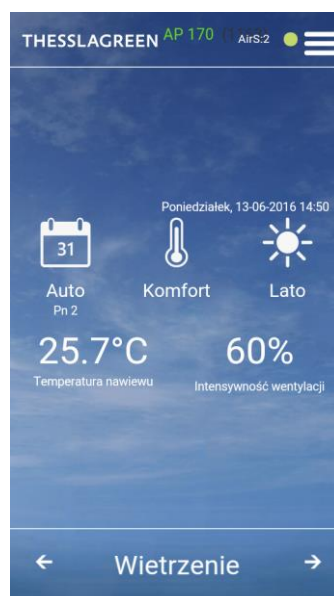 THESSLAGREEN AP 170 AirS:2
Poniedziałek, 13-06-2016 14:50
31
Auto Komfort Lato
Pn 2
25.7°C 60%
Temperatura nawiewu Intensywność wentylacji
← Wietrzenie →